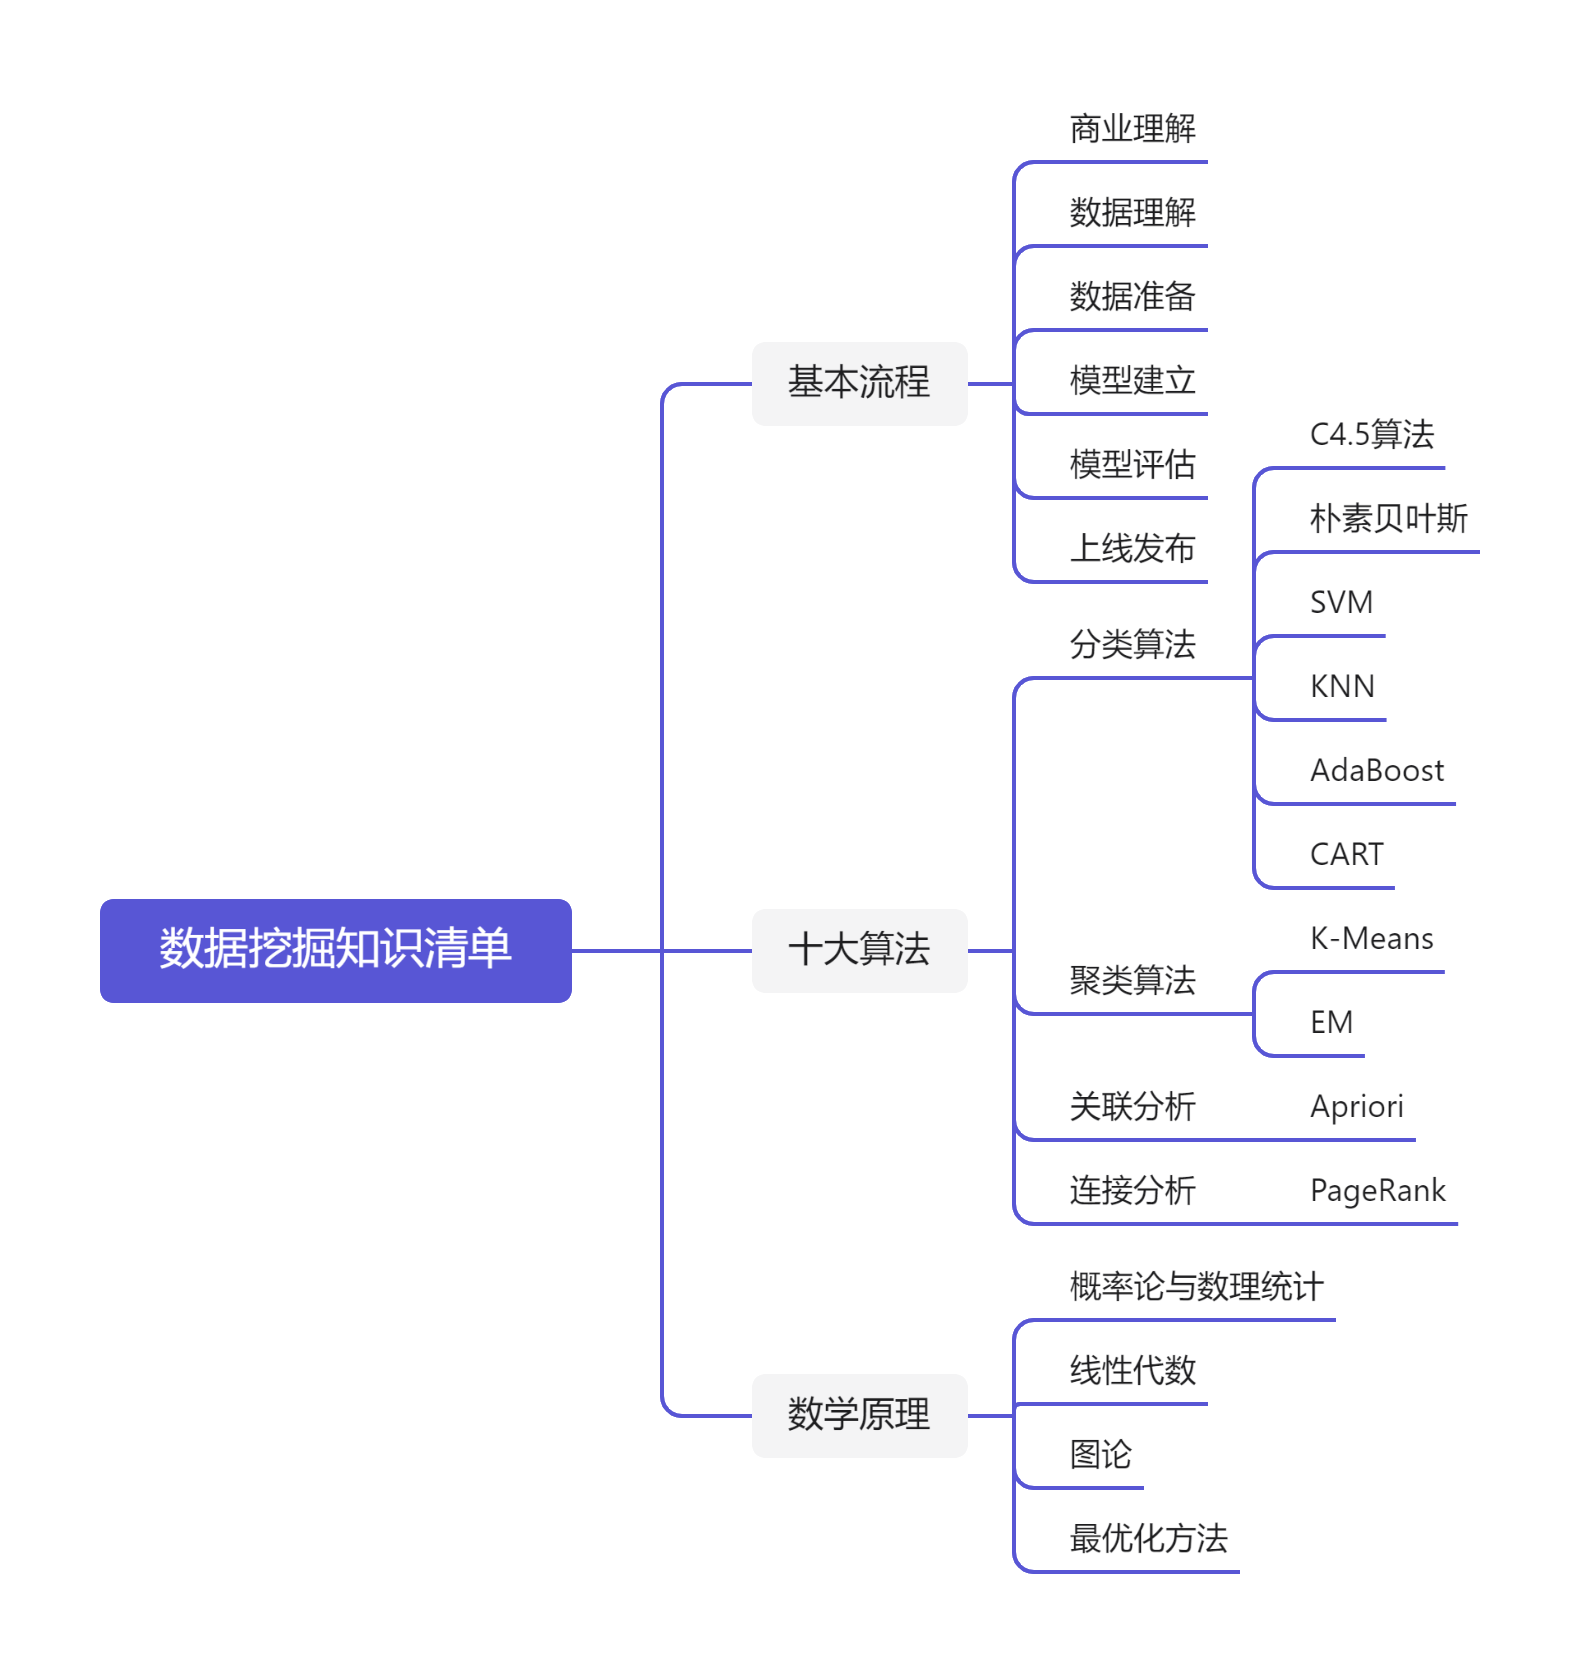 数据挖掘知识清单
基本流程
商业理解
数据理解
数据准备
模型建立
模型评估
上线发布
十大算法
分类算法
C4.5算法
朴素贝叶斯
SVM
KNN
AdaBoost
CART
聚类算法
K-Means
EM
关联分析
Apriori
连接分析
PageRank
数学原理
概率论与数理统计
线性代数
图论
最优化方法